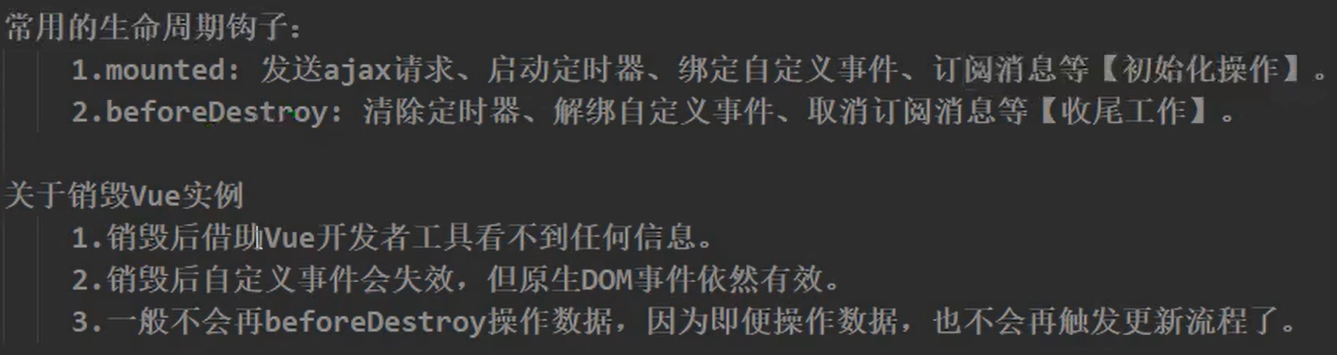 常用的生命周期钩子：
1.mounted: 发送ajax请求、启动定时器、绑定自定义事件、订阅消息等【初始化操作】。
2.beforeDestroy: 清除定时器、解绑自定义事件、取消订阅消息等【收尾工作】。
关于销毁Vue实例
1.销毁后借助Vue开发者工具看不到任何信息。
2.销毁后自定义事件会失效，但原生DOM事件依然有效。
3.一般不会再beforeDestroy操作数据，因为即便操作数据，也不会再触发更新流程了。